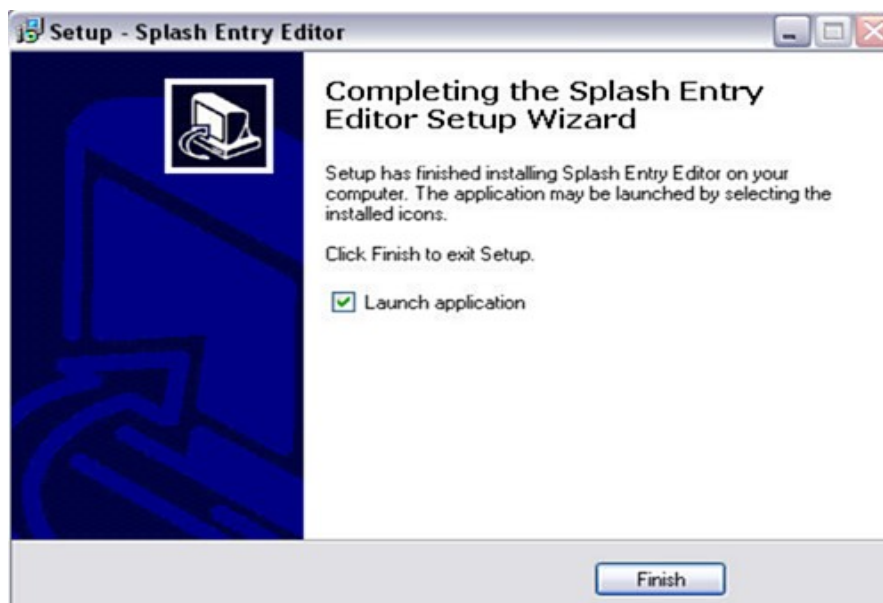 Setup - Splash Entry Editor
Completing the Splash Entry
Editor Setup Wizard
Setup has finished installing Splash Entry Editor on your
computer. The application may be launched by selecting the
installed icons.
Click Finish to exit Setup.
Launch application
Finish